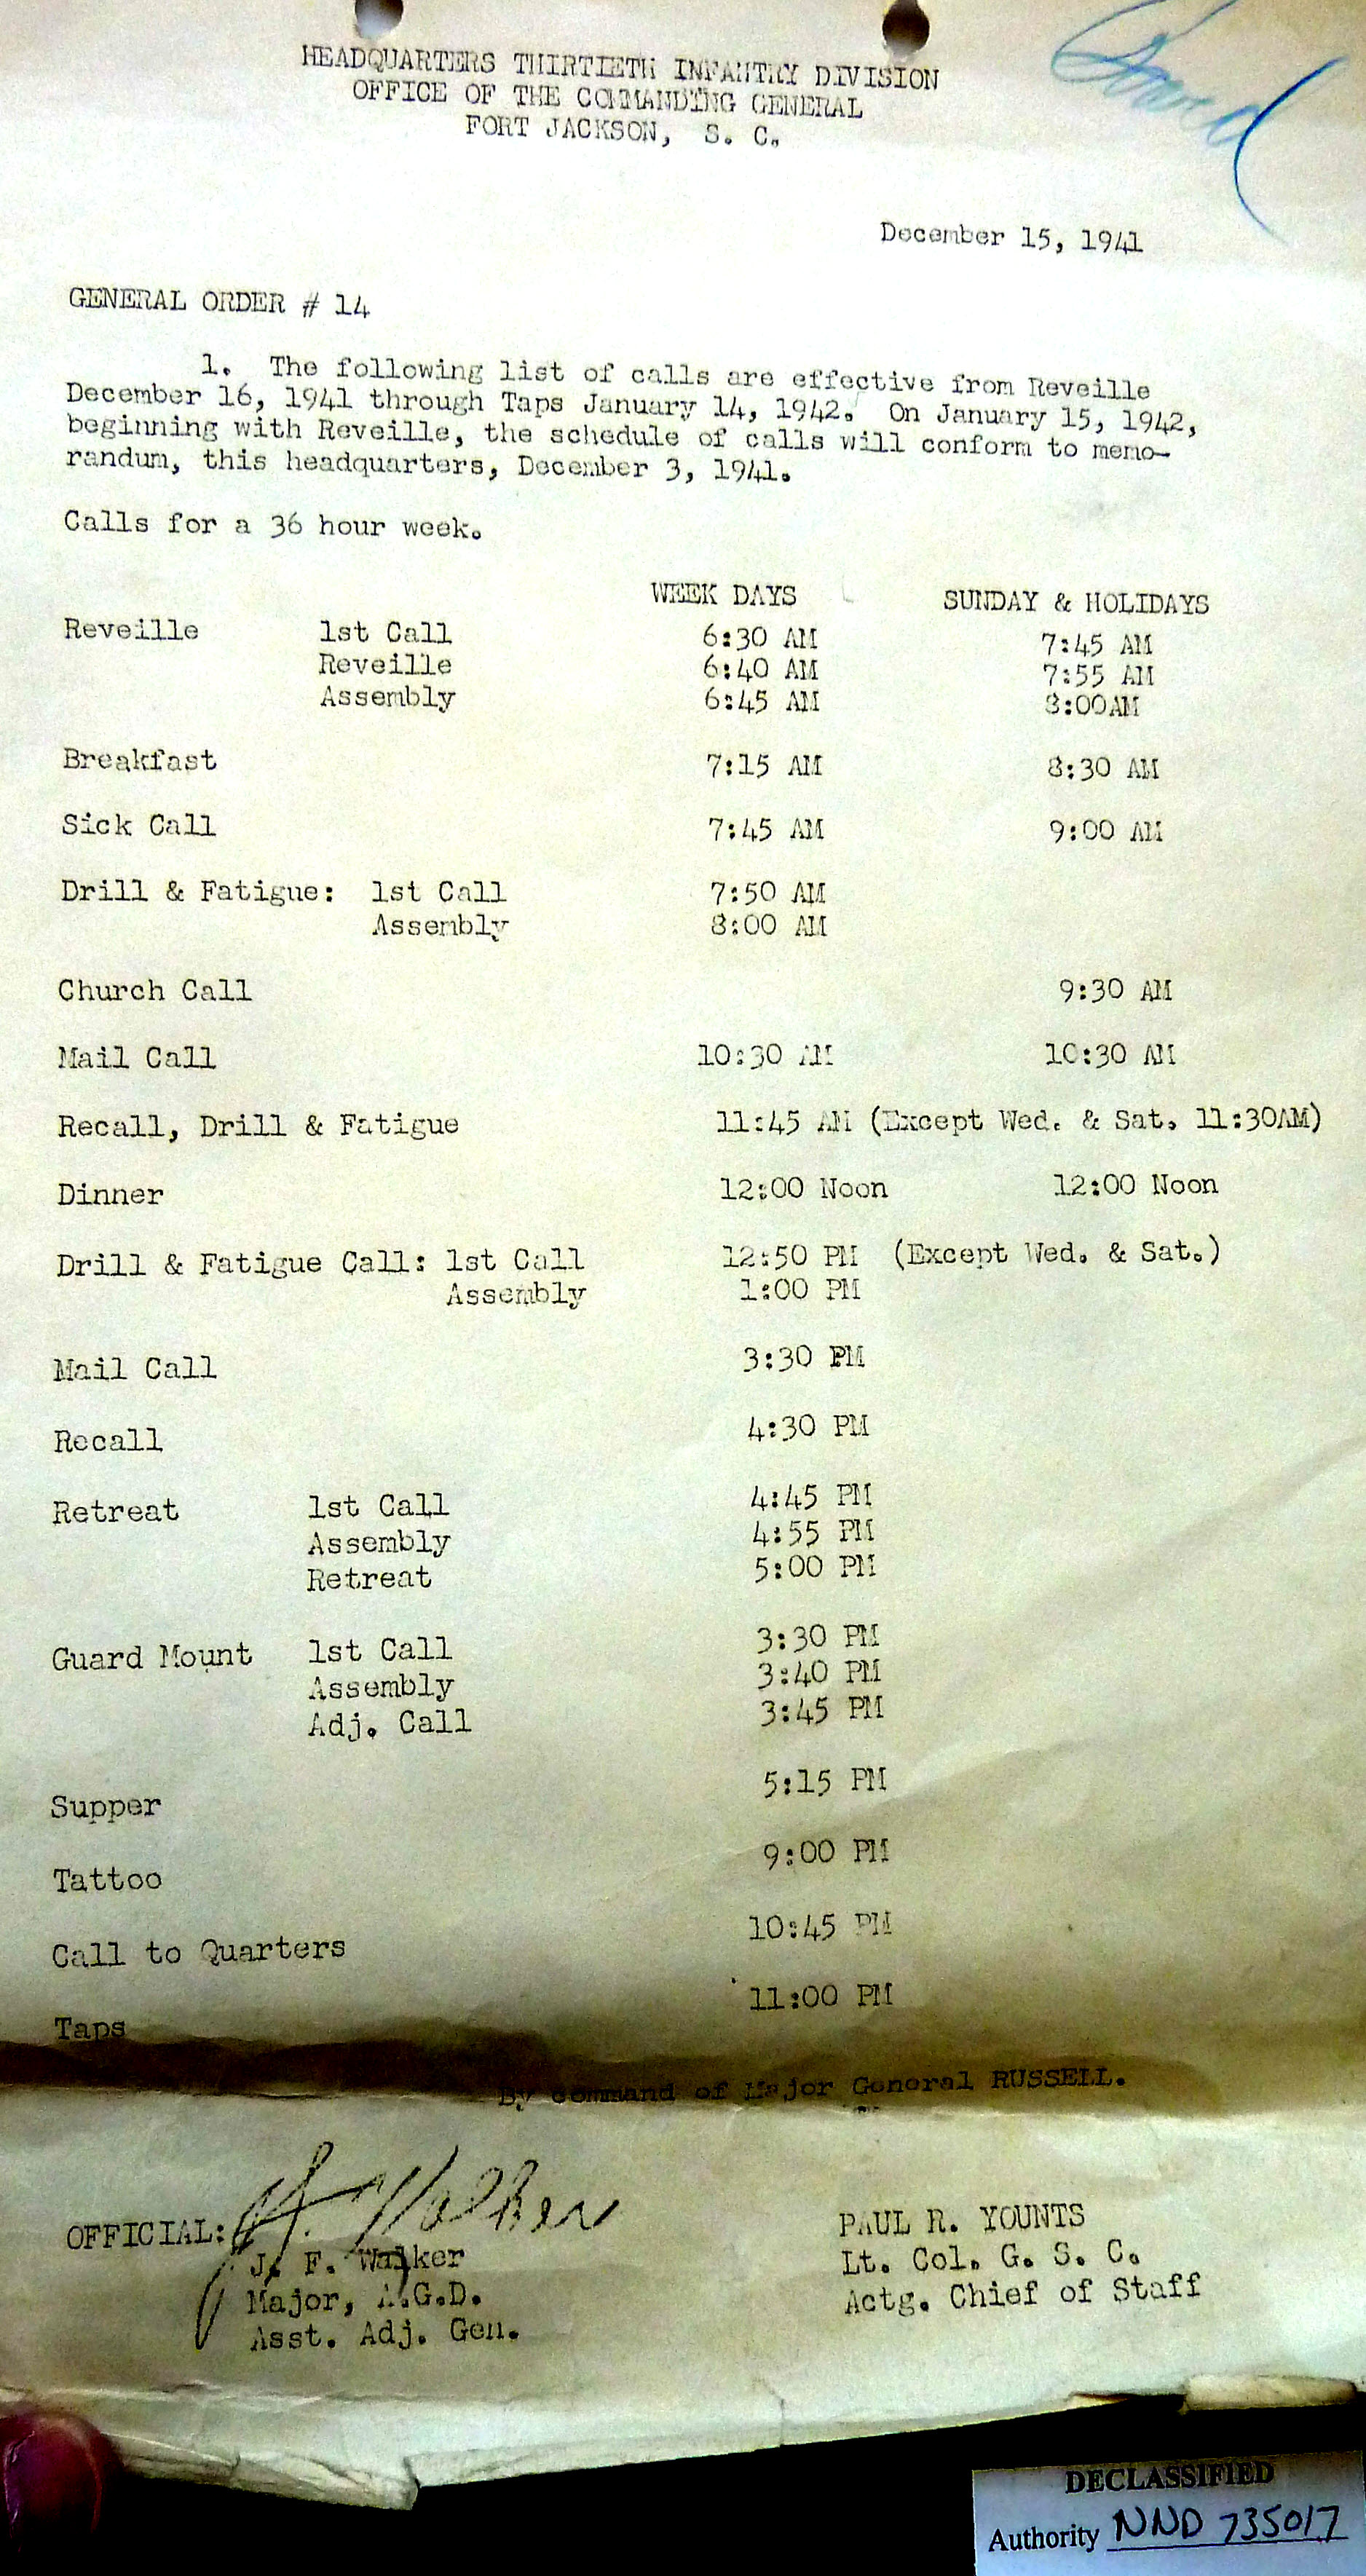 HEADQUARTERS THIRTIETH INFANTRY DIVISION
OFFICE OF THE COMMANDING GENERAL
FORT JACKSON, S. C.
December 15, 1941
GENERAL ORDER # 14
1. The following list of calls are effective from Reveille
December 16, 1941 through Taps January 14, 1942. On January 15, 1942,
beginning with Reveille, the schedule of calls will conform to memo-
randum, this headquarters, December 3, 1941.
Calls for a 36 hour week.
WEEK DAYS SUNDAY & HOLIDAYS
Reveille 1st Call 6:30 AM 7:45 AM
Reveille 6:40 AM 7:55 AM
Assembly 6:45 AM 8:00AM
Breakfast 7:15 AM 8:30 AM
Sick Call 7:45 AM 9:00 AM
Drill & Fatigue: 1st Call 7:50 AM
Assembly 8:00 AM
Church Call 9:30 AM
Mail Call 10:30 AM 10:30 AM
Recall, Drill & Fatigue 11:45 AM (Except Wed. & Sat. 11:30AM)
Dinner 12:00 Noon 12:00 Noon
Drill & Fatigue Call: 1st Call 12:50 PM (Except Wed. & Sat.)
Assembly 1:00 PM
Mail Call 3:30 PM
Recall 4:30 PM
Retreat 1st Call 4:45 PM
Assembly 4:55 PM
Retreat 5:00 PM
Guard Mount 1st Call 3:30 PM
Assembly 3:40 PM
Adj. Call 3:45 PM
Supper 5:15 PM
Tattoo 9:00 PM
Call to Quarters 10:45 PM
Taps 11:00 PM
By command of Major General RUSSELL.
OFFICIAL: J. F. Walker
J. F. Walker
Major, A.G.D.
Asst. Adj. Gen.
PAUL R. YOUNTS
Lt. Col. G. S. C.
Actg. Chief of Staff
DECLASSIFIED
Authority NND 735017